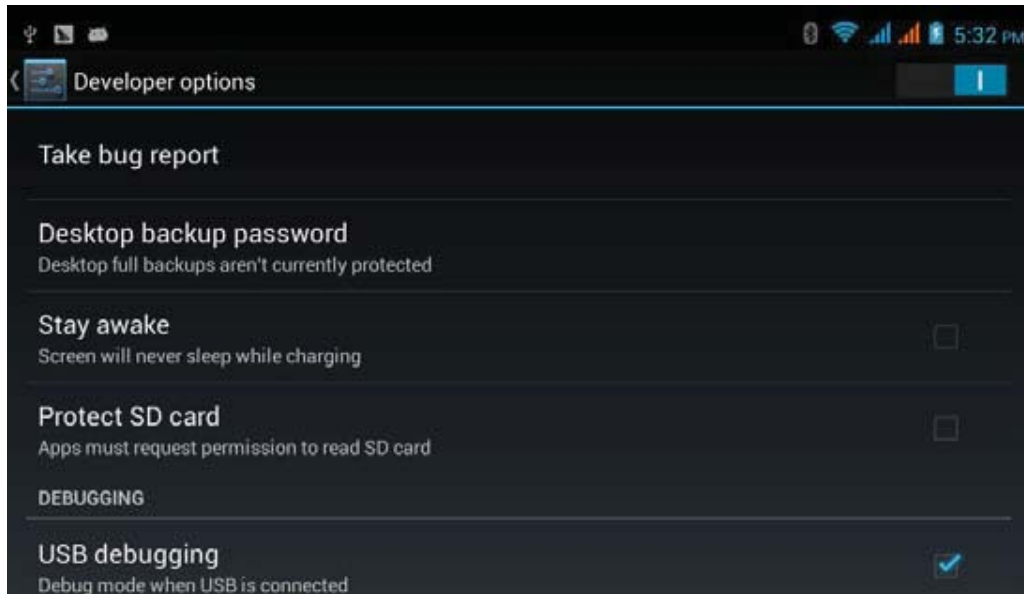 5:32 PM
Developer options
Take bug report
Desktop backup password
Desktop full backups aren't currently protected
Stay awake
Screen will never sleep while charging
Protect SD card
Apps must request permission to read SD card
DEBUGGING
USB debugging
Debug mode when USB is connected